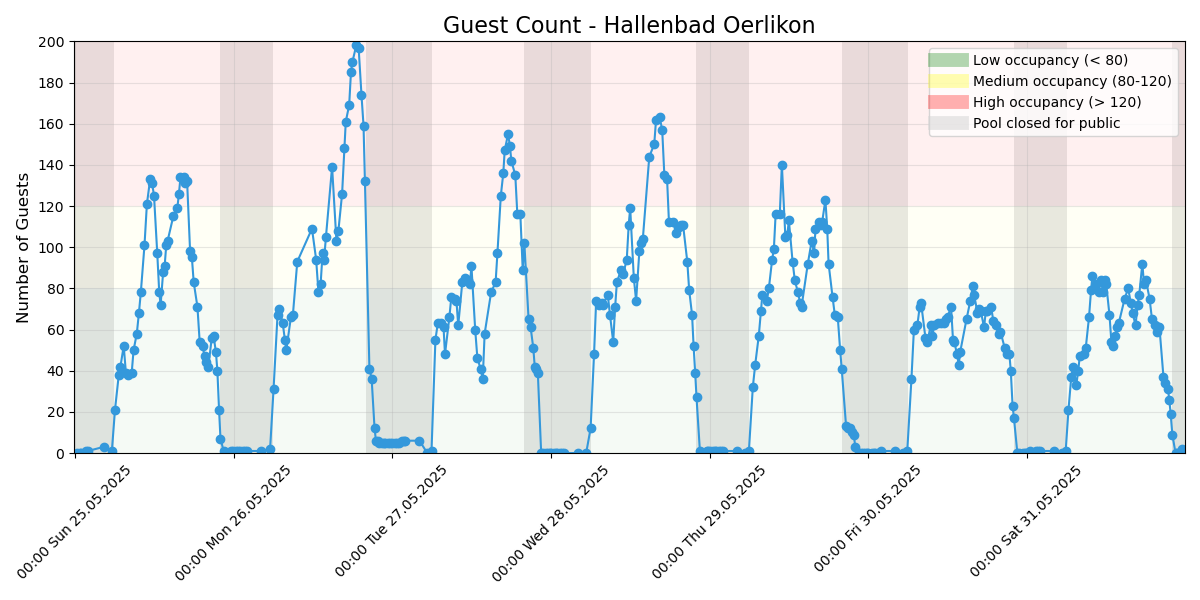 Guest Count - Hallenbad Oerlikon
Number of Guests
200
180
160
140
120
100
80
60
40
20
0
Low occupancy (< 80)
Medium occupancy (80-120)
High occupancy (> 120)
Pool closed for public
00:00 Sun 25.05.2025
00:00 Mon 26.05.2025
00:00 Tue 27.05.2025
00:00 Wed 28.05.2025
00:00 Thu 29.05.2025
00:00 Fri 30.05.2025
00:00 Sat 31.05.2025